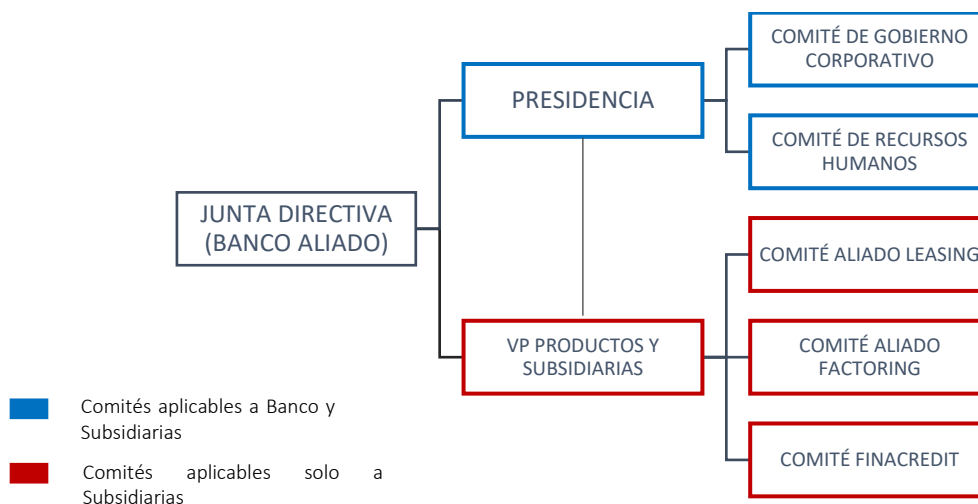 COMITÉ DE GOBIERNO
CORPORATIVO
PRESIDENCIA
COMITÉ DE RECURSOS
HUMANOS
JUNTA DIRECTIVA
(BANCO ALIADO)
COMITÉ ALIADO LEASING
VP PRODUCTOS Y
SUBSIDIARIAS
COMITÉ ALIADO
FACTORING
COMITÉ FINACREDIT
Comités aplicables a Banco y
Subsidiarias
Comités aplicables solo a
Subsidiarias